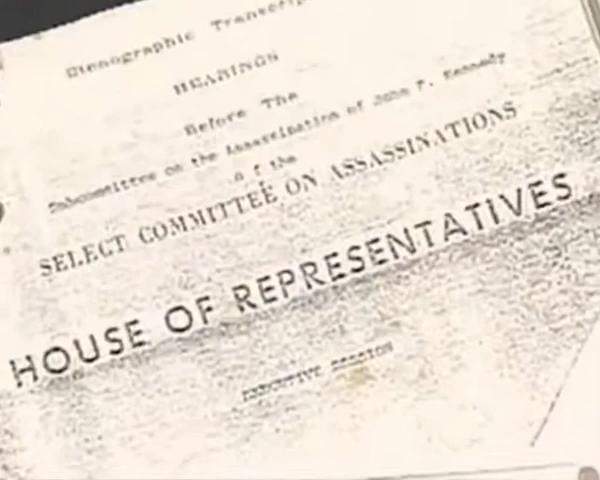 Stenographic Transcrip
HEARINGS
Before The
Subcommittee on the Assassination of John F. Kennedy
of the
SELECT COMMITTEE ON ASSASSINATIONS
HOUSE OF REPRESENTATIVES
EXECUTIVE SESSION